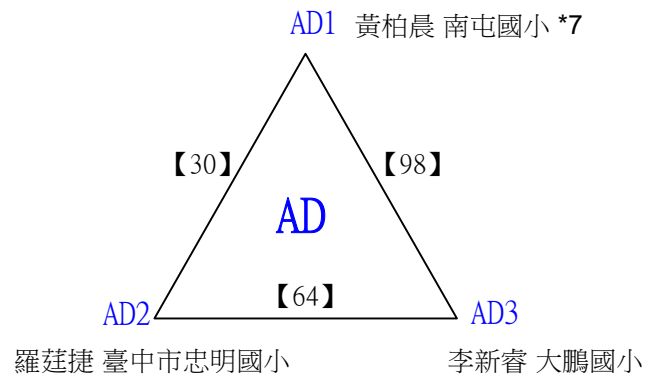 AD1 黃柏晨 南屯國小 *7
【30】 【98】
AD
【64】
AD2 AD3
羅莛捷 臺中市忠明國小 李新睿 大鵬國小